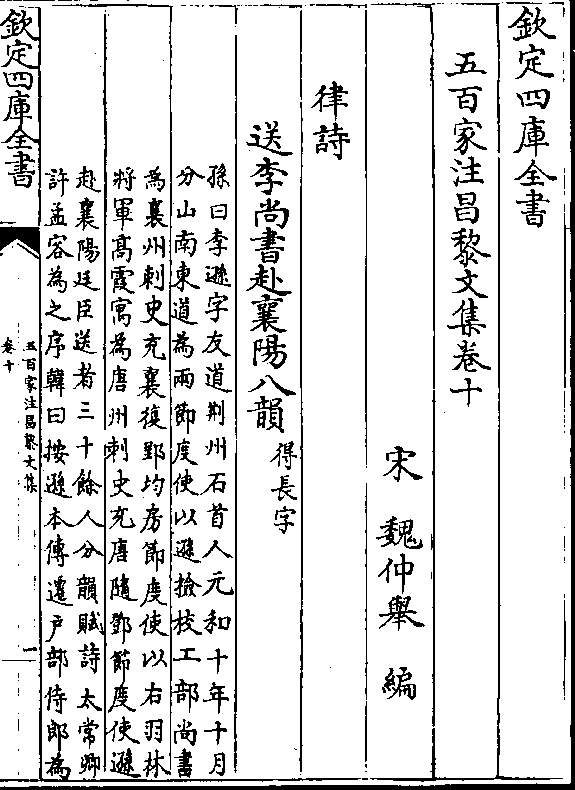 欽定四庫全書
五百家注昌黎文集卷十
宋　魏仲舉　編
律詩
送李尚書赴襄陽八韻得長字
孫曰李遜字友道荆州石首人元和十年十月
分山南東道為兩節度使以遜撿校工部尚書
為襄州刺史充襄復郢均房節度使以右羽林
將軍髙霞寓為唐州刺史充唐隨鄧節度使遜
赴襄陽廷臣送者三十餘人分韻賦詩太常卿
許孟容為之序韓曰按遜本傳遷户部侍郎為
欽定四庫全書
五百家注昌黎文集
卷十
一